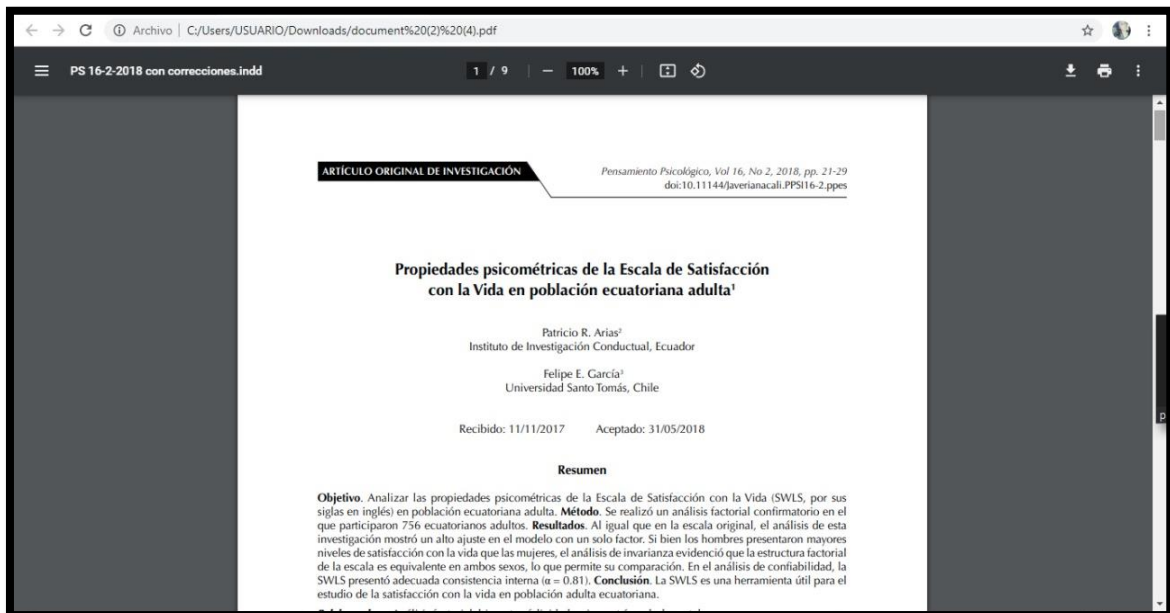 Archivo | C:/Users/USUARIO/Downloads/document%20(2)%20(4).pdf
PS 16-2-2018 con correcciones.indd
1 / 9 | − 100% +
ARTÍCULO ORIGINAL DE INVESTIGACIÓN
Pensamiento Psicológico, Vol 16, No 2, 2018, pp. 21-29
doi:10.11144/Javerianacali.PPSI16-2.ppes
Propiedades psicométricas de la Escala de Satisfacción
con la Vida en población ecuatoriana adulta¹
Patricio R. Arias²
Instituto de Investigación Conductual, Ecuador
Felipe E. García³
Universidad Santo Tomás, Chile
Recibido: 11/11/2017 Aceptado: 31/05/2018
Resumen
Objetivo. Analizar las propiedades psicométricas de la Escala de Satisfacción con la Vida (SWLS, por sus
siglas en inglés) en población ecuatoriana adulta. Método. Se realizó un análisis factorial confirmatorio en el
que participaron 756 ecuatorianos adultos. Resultados. Al igual que en la escala original, el análisis de esta
investigación mostró un alto ajuste en el modelo con un solo factor. Si bien los hombres presentaron mayores
niveles de satisfacción con la vida que las mujeres, el análisis de invarianza evidenció que la estructura factorial
de la escala es equivalente en ambos sexos, lo que permite su comparación. En el análisis de confiabilidad, la
SWLS presentó adecuada consistencia interna (α = 0.81). Conclusión. La SWLS es una herramienta útil para el
estudio de la satisfacción con la vida en población adulta ecuatoriana.